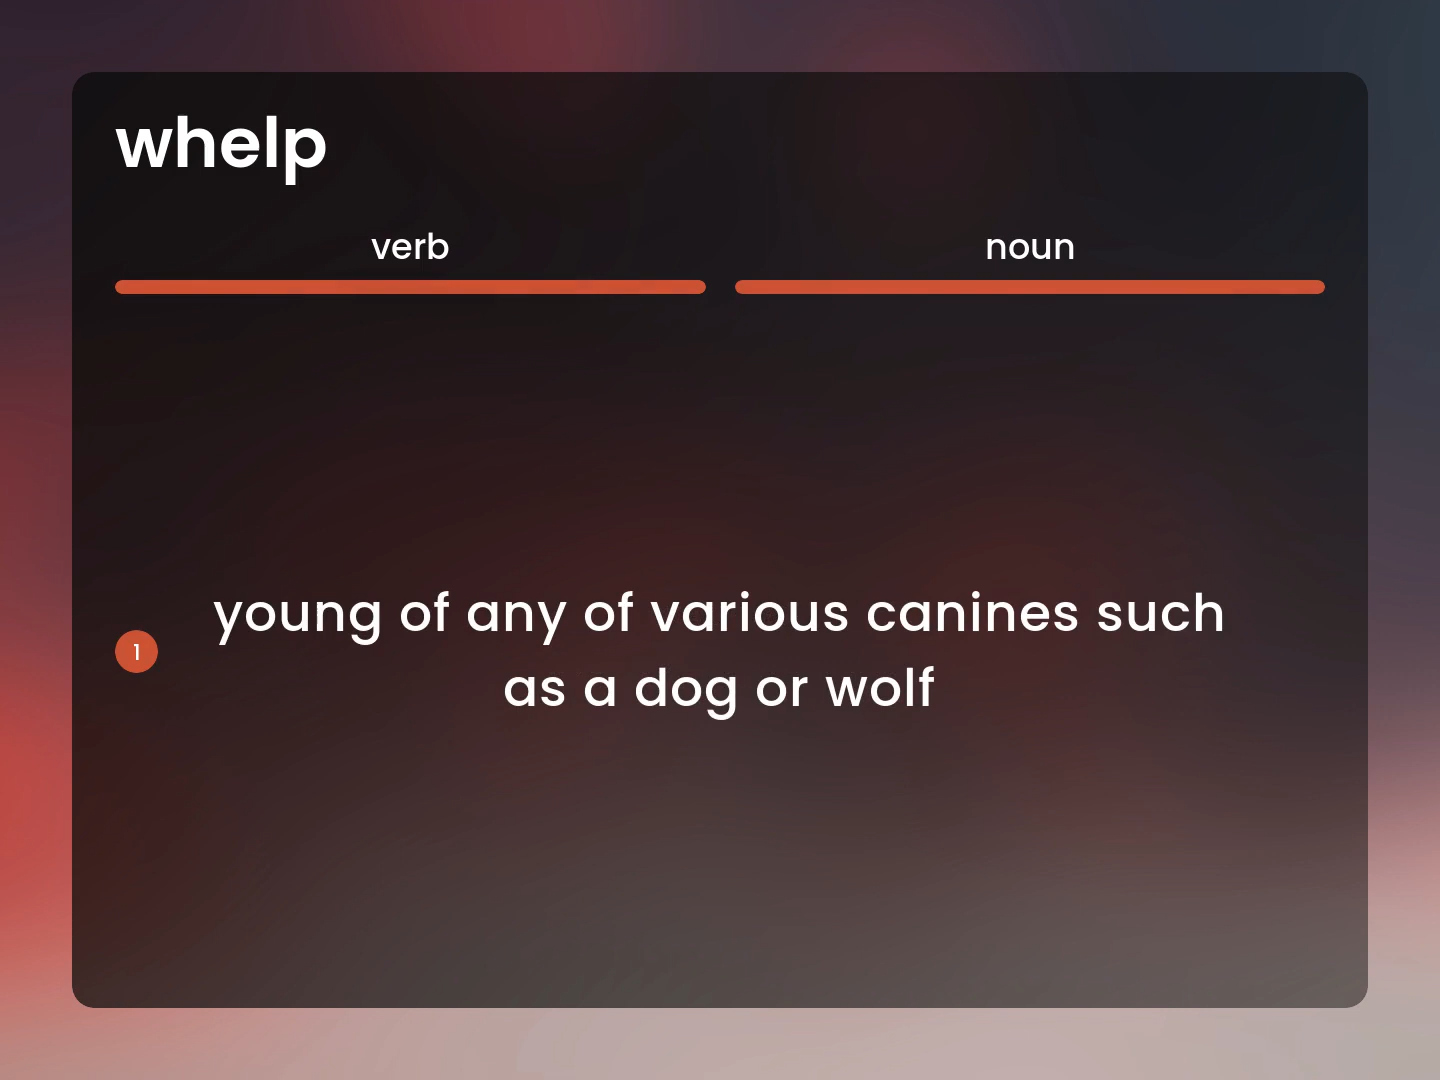 whelp
verb
noun
1
young of any of various canines such
as a dog or wolf